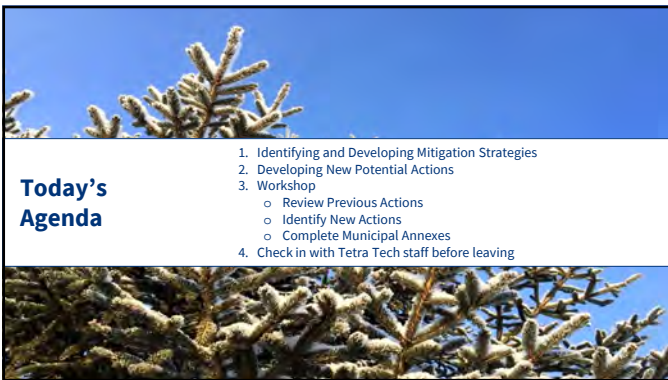 Today's
Agenda
1. Identifying and Developing Mitigation Strategies
2. Developing New Potential Actions
3. Workshop
o Review Previous Actions
o Identify New Actions
o Complete Municipal Annexes
4. Check in with Tetra Tech staff before leaving